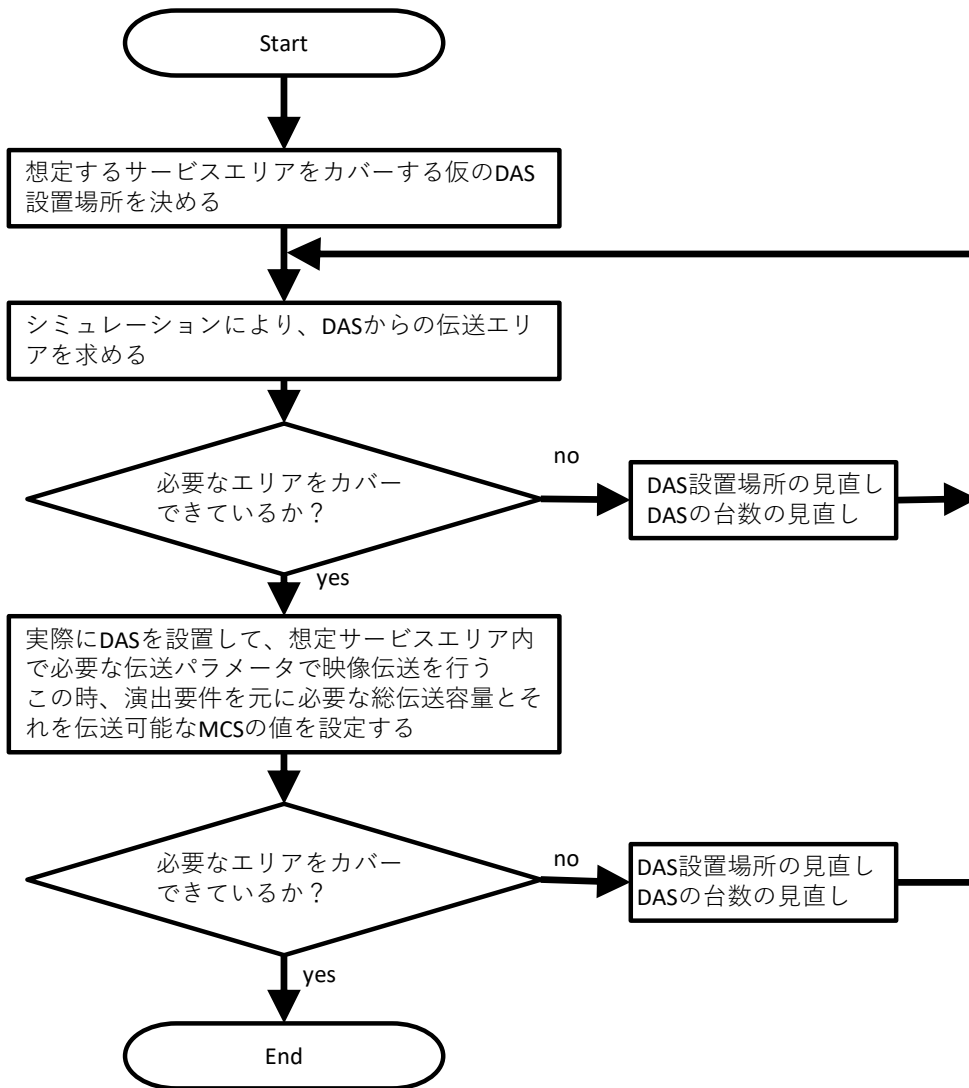 Start
想定するサービスエリアをカバーする仮のDAS
設置場所を決める
シミュレーションにより、DASからの伝送エリ
アを求める
必要なエリアをカバー
できているか？
no
DAS設置場所の見直し
DASの台数の見直し
yes
実際にDASを設置して、想定サービスエリア内
で必要な伝送パラメータで映像伝送を行う
この時、演出要件を元に必要な総伝送容量とそ
れを伝送可能なMCSの値を設定する
必要なエリアをカバー
できているか？
no
DAS設置場所の見直し
DASの台数の見直し
yes
End